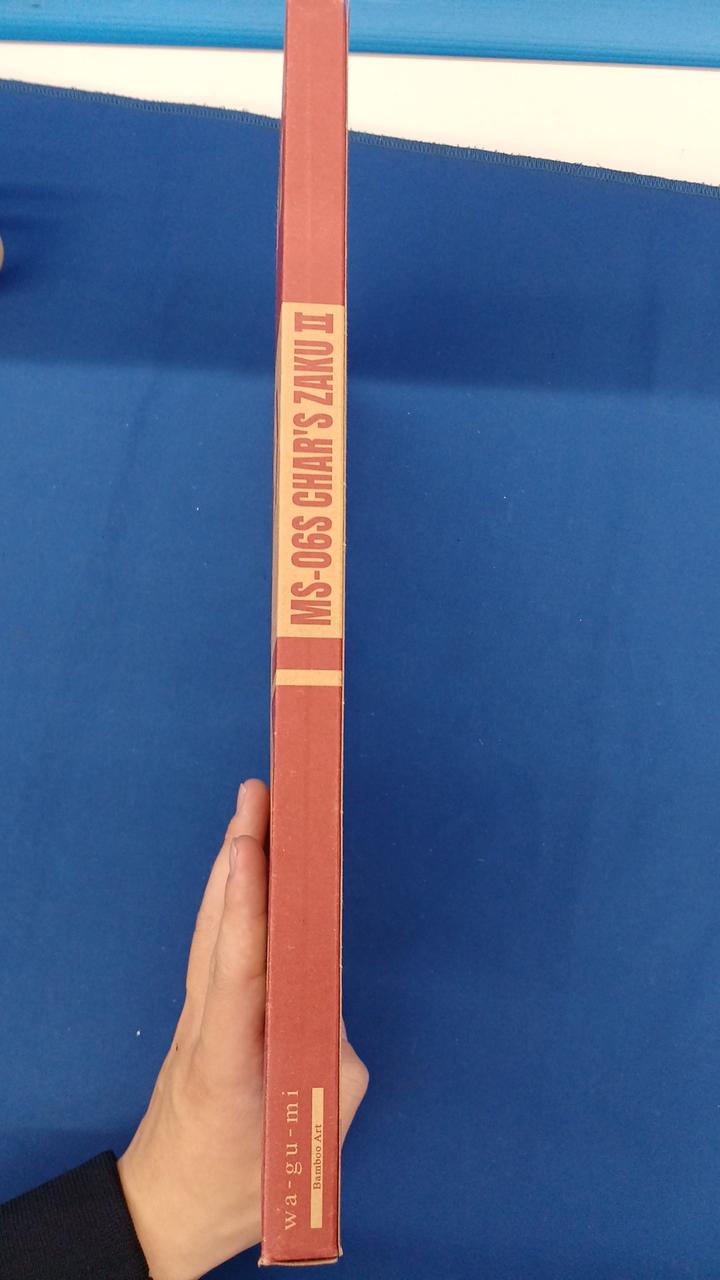 MS-06S CHAR'S ZAKU II
wa-gu-mi
Bamboo Art